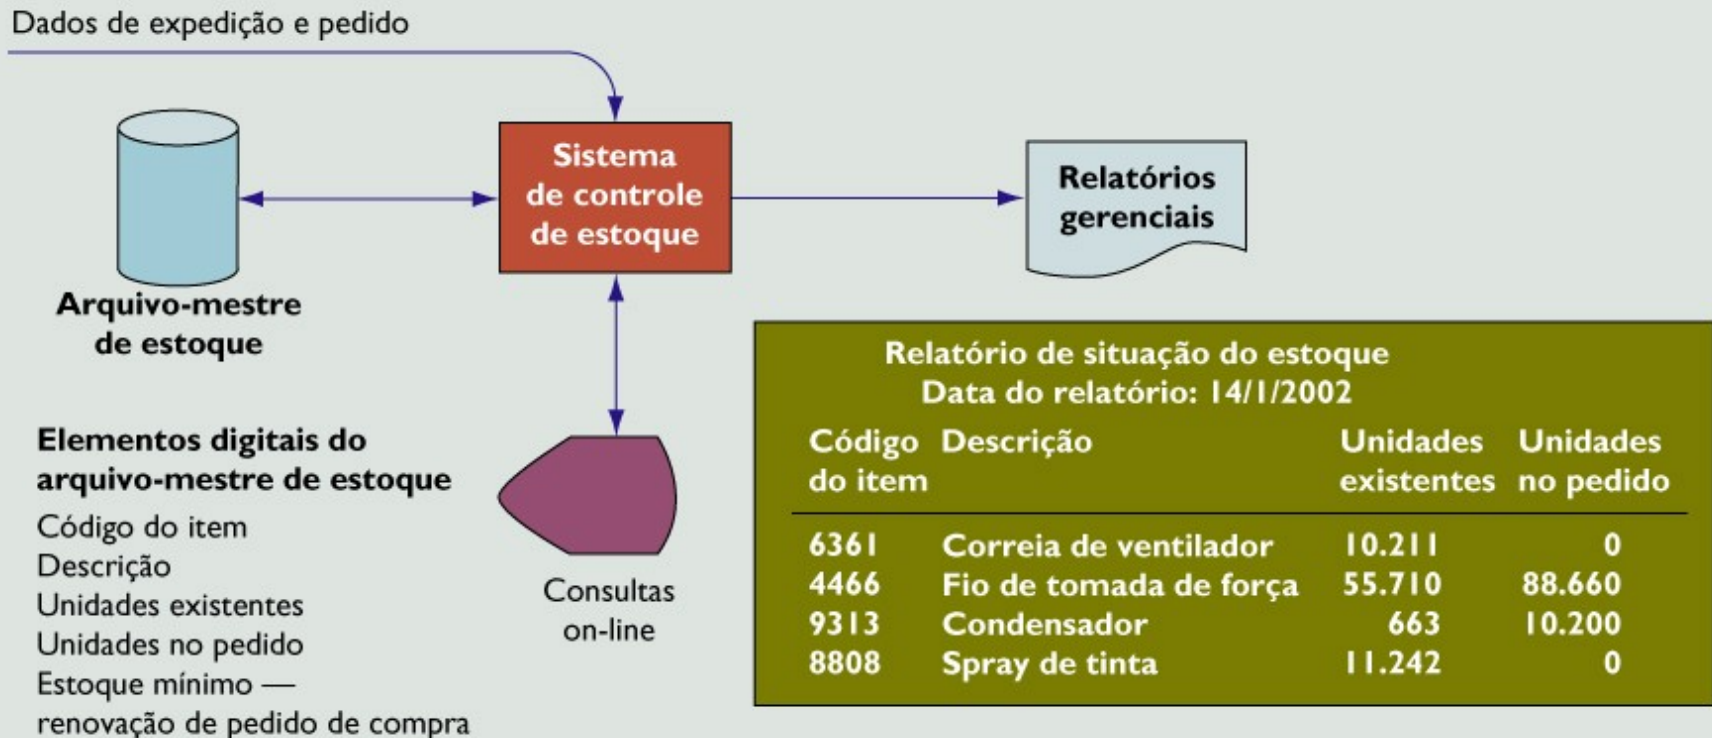 Dados de expedição e pedido
Sistema
de controle
de estoque
Relatórios
gerenciais
Arquivo-mestre
de estoque
Elementos digitais do
arquivo-mestre de estoque
Código do item
Descrição
Unidades existentes
Unidades no pedido
Estoque mínimo —
renovação de pedido de compra
Consultas
on-line
Relatório de situação do estoque
Data do relatório: 14/1/2002
Código Descrição Unidades Unidades
do item existentes no pedido
6361 Correia de ventilador 10.211 0
4466 Fio de tomada de força 55.710 88.660
9313 Condensador 663 10.200
8808 Spray de tinta 11.242 0